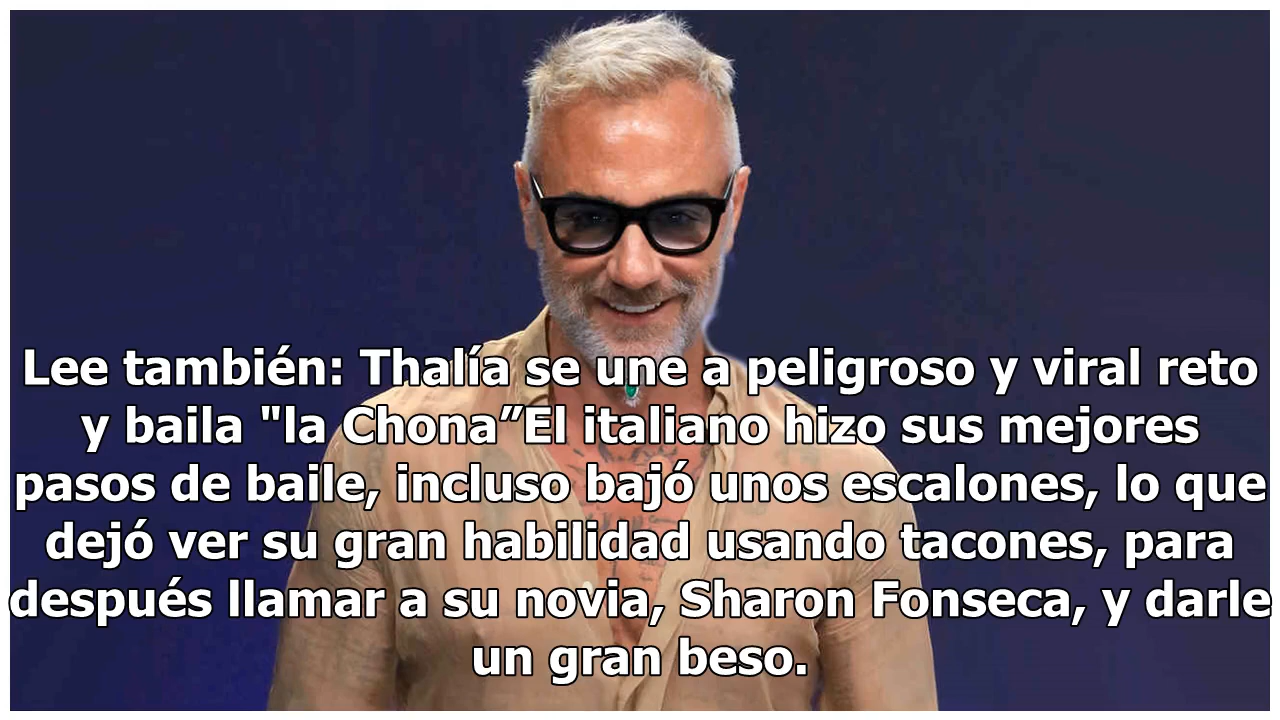 Lee también: Thalía se une a peligroso y viral reto
y baila "la Chona”El italiano hizo sus mejores
pasos de baile, incluso bajó unos escalones, lo que
dejó ver su gran habilidad usando tacones, para
después llamar a su novia, Sharon Fonseca, y darle
un gran beso.